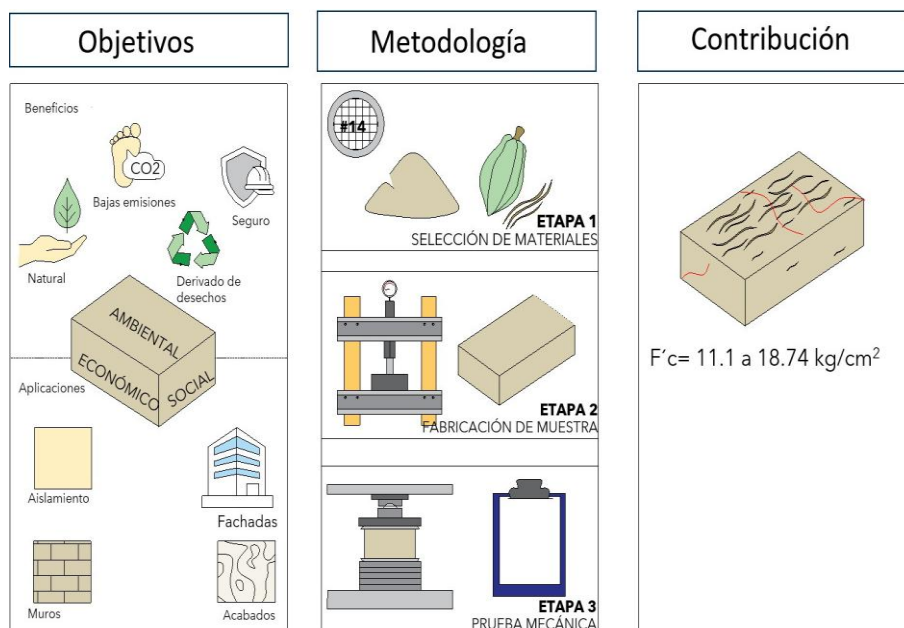 Objetivos
Beneficios
CO2
Bajas emisiones
Seguro
Natural
Derivado de
desechos
AMBIENTAL
ECONÓMICO
SOCIAL
Aplicaciones
Aislamiento
Fachadas
Muros
Acabados
Metodología
#14
ETAPA 1
SELECCIÓN DE MATERIALES
ETAPA 2
FABRICACIÓN DE MUESTRA
ETAPA 3
PRUEBA MECÁNICA
Contribución
F´c= 11.1 a 18.74 kg/cm²